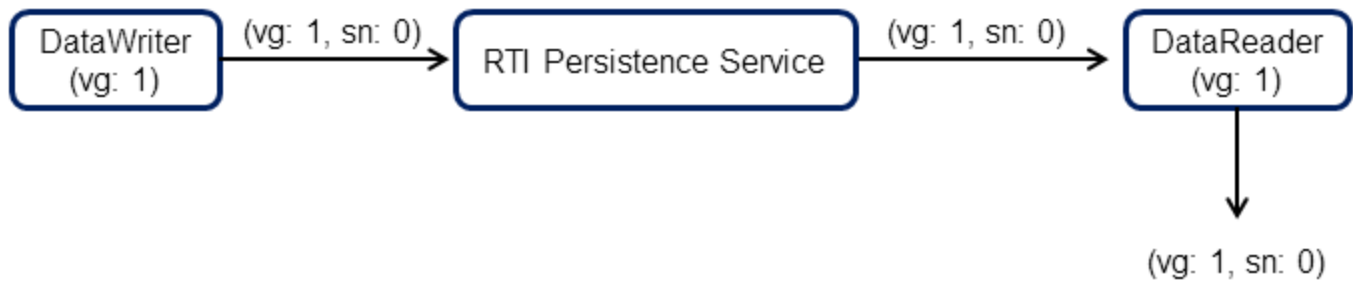 DataWriter
(vg: 1)
(vg: 1, sn: 0)
RTI Persistence Service
(vg: 1, sn: 0)
DataReader
(vg: 1)
(vg: 1, sn: 0)